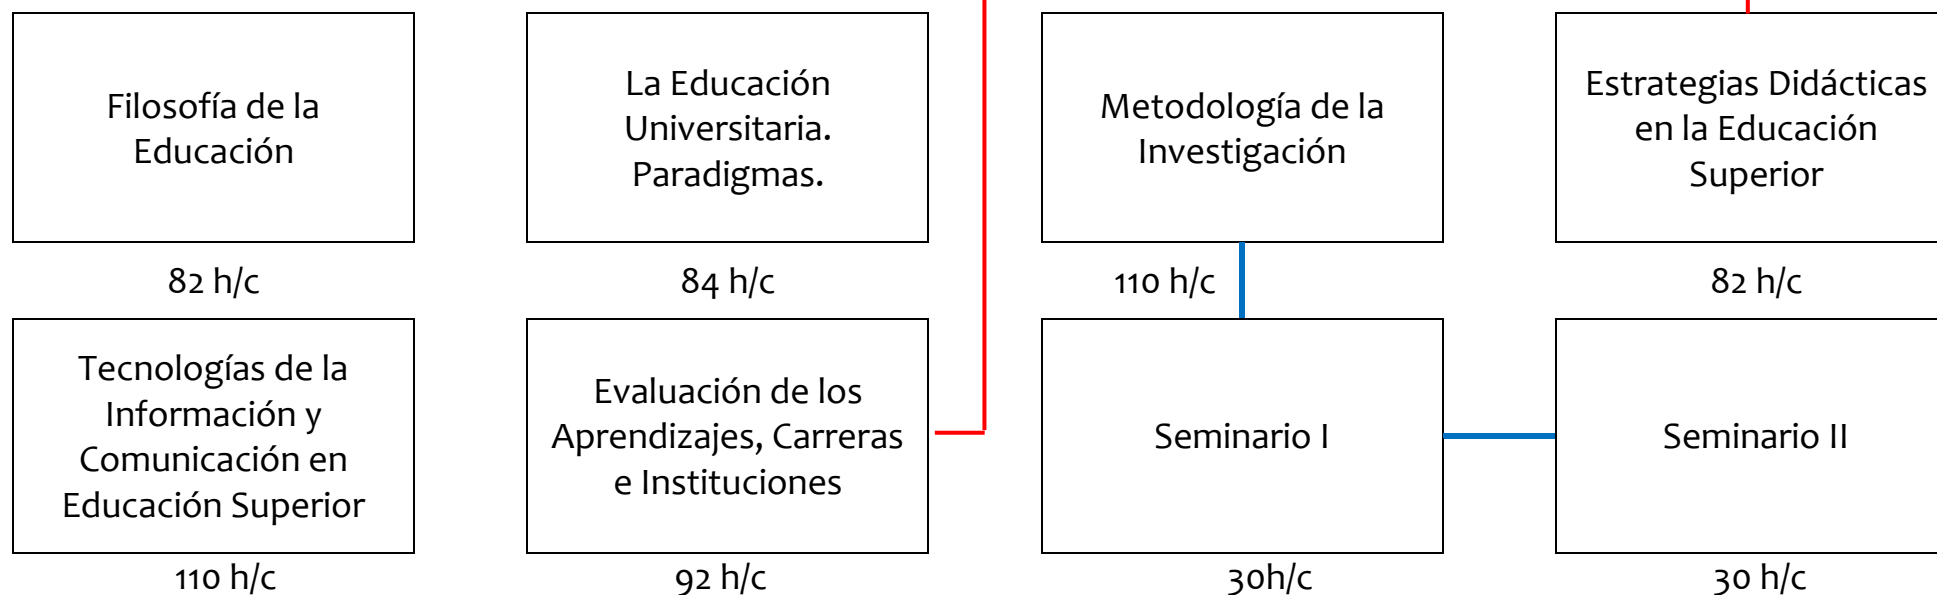 Filosofía de la
Educación
La Educación
Universitaria.
Paradigmas.
Metodología de la
Investigación
Estrategias Didácticas
en la Educación
Superior
82 h/c
84 h/c
110 h/c
82 h/c
Tecnologías de la
Información y
Comunicación en
Educación Superior
Evaluación de los
Aprendizajes, Carreras
e Instituciones
Seminario I
Seminario II
110 h/c
92 h/c
30h/c
30 h/c